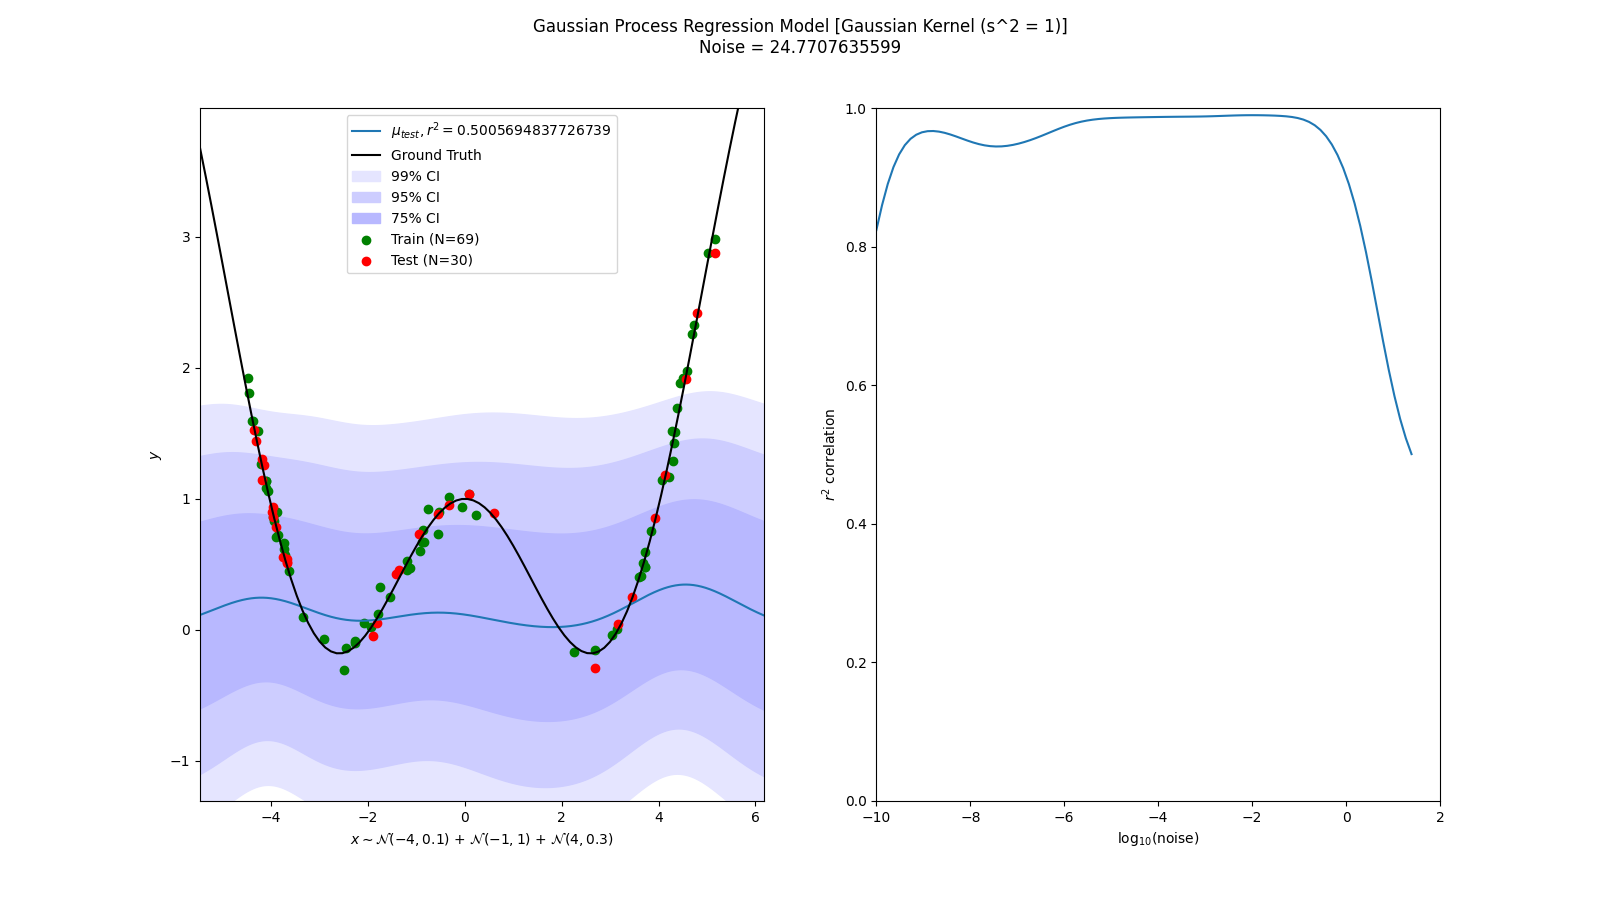 Gaussian Process Regression Model [Gaussian Kernel (s^2 = 1)]
Noise = 24.7707635599
μ_test, r² = 0.5005694837726739
Ground Truth
99% CI
95% CI
75% CI
Train (N=69)
Test (N=30)
3
2
1
0
−1
y
−4 −2 0 2 4 6
x ~ 𝒩(−4, 0.1) + 𝒩(−1, 1) + 𝒩(4, 0.3)
1.0
0.8
0.6
0.4
0.2
0.0
r² correlation
−10 −8 −6 −4 −2 0 2
log₁₀(noise)